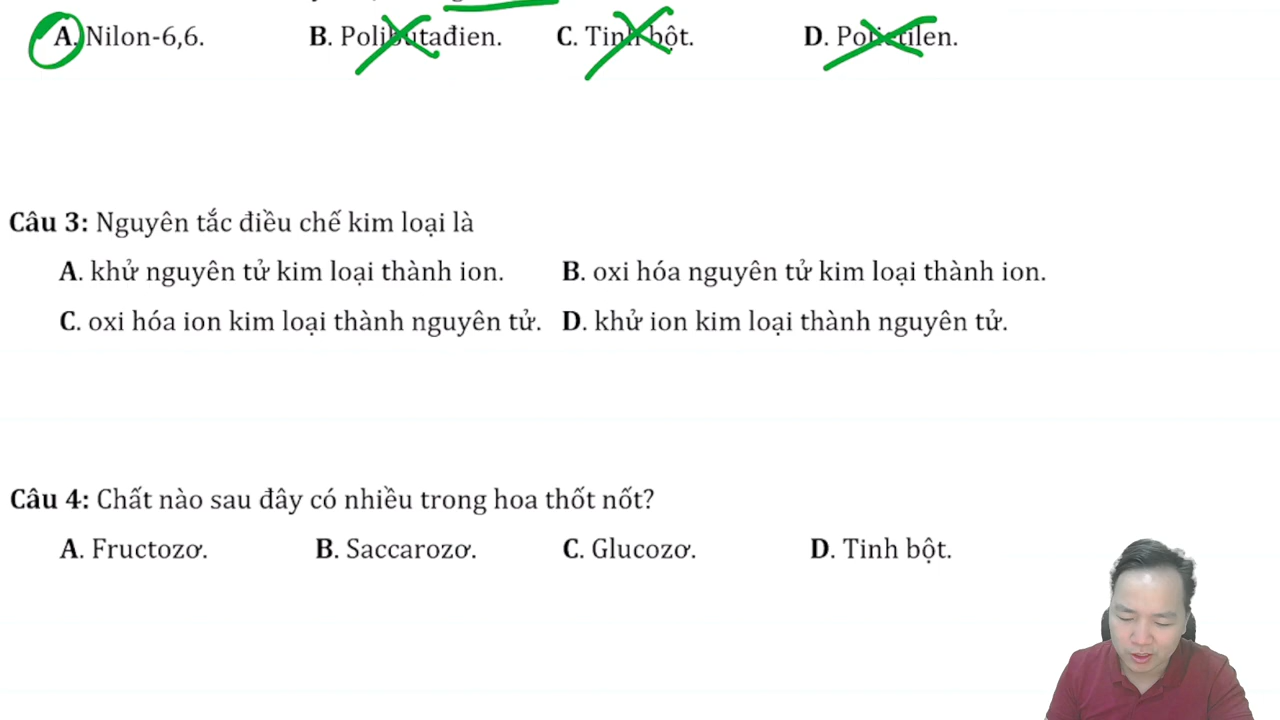 A. Nilon-6,6. B. Polibutađien. C. Tinh bột. D. Polietilen.
Câu 3: Nguyên tắc điều chế kim loại là
A. khử nguyên tử kim loại thành ion. B. oxi hóa nguyên tử kim loại thành ion.
C. oxi hóa ion kim loại thành nguyên tử. D. khử ion kim loại thành nguyên tử.
Câu 4: Chất nào sau đây có nhiều trong hoa thốt nốt?
A. Fructozơ. B. Saccarozơ. C. Glucozơ. D. Tinh bột.